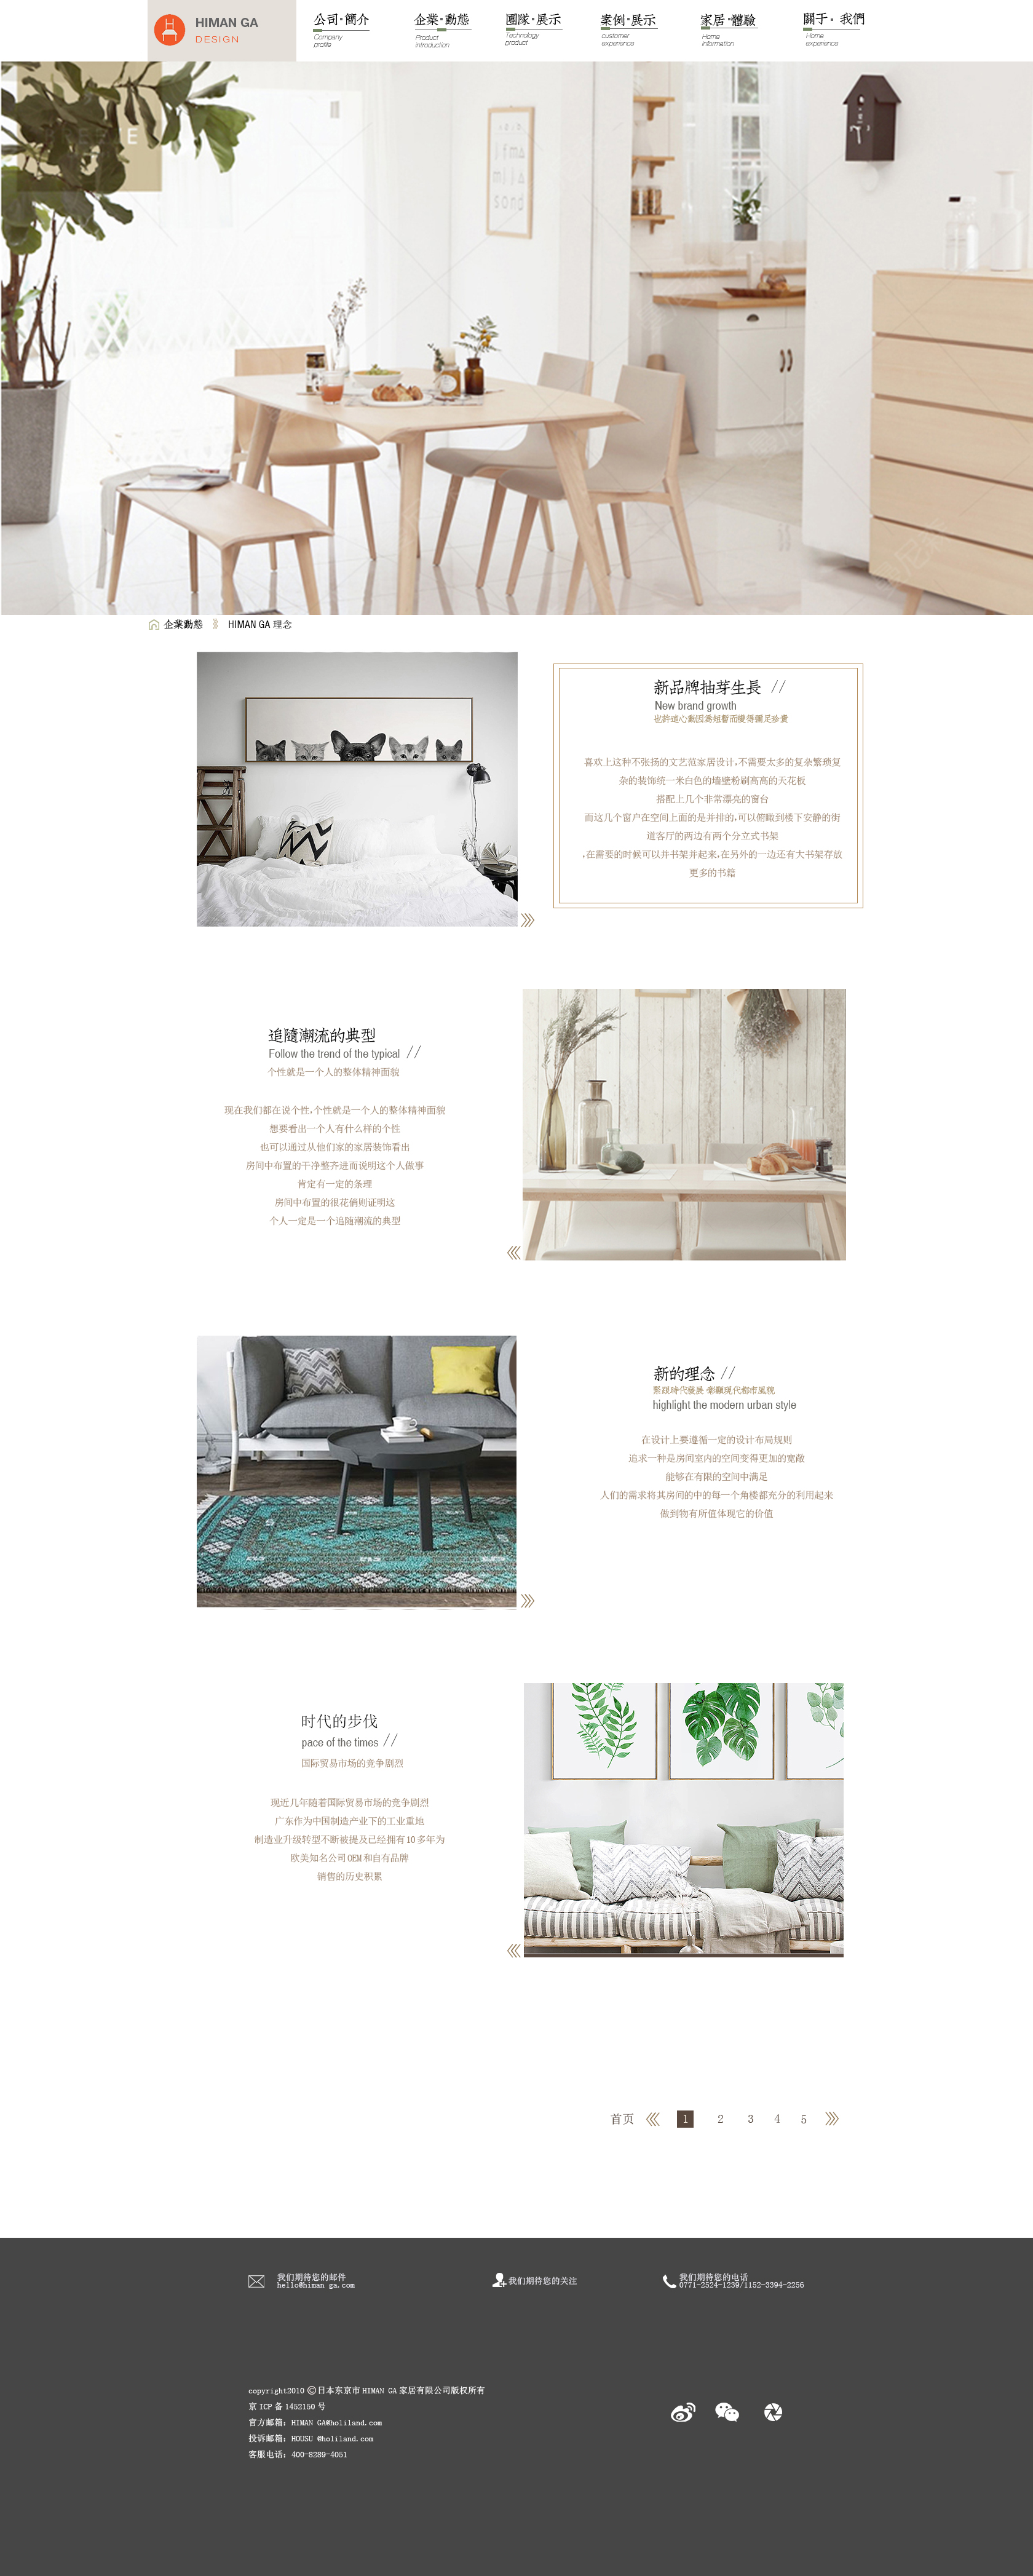 HIMAN GA
DESIGN
公司·簡介
Company
profile
企業·動態
Product
introduction
團隊·展示
Technology
product
案例·展示
customer
experience
家居·體驗
Home
information
關于· 我們
Home
experience
企業動態
HIMAN GA 理念
新品牌抽芽生長 //
New brand growth
也許這心動因為短暫而變得彌足珍貴
喜欢上这种不张扬的文艺范家居设计,不需要太多的复杂繁琐复
杂的装饰统一米白色的墙壁粉刷高高的天花板
搭配上几个非常漂亮的窗台
而这几个窗户在空间上面的是并排的,可以俯瞰到楼下安静的街
道客厅的两边有两个分立式书架
,在需要的时候可以并书架并起来,在另外的一边还有大书架存放
更多的书籍
追隨潮流的典型
Follow the trend of the typical //
个性就是一个人的整体精神面貌
现在我们都在说个性,个性就是一个人的整体精神面貌
想要看出一个人有什么样的个性
也可以通过从他们家的家居装饰看出
房间中布置的干净整齐进而说明这个人做事
肯定有一定的条理
房间中布置的很花俏则证明这
个人一定是一个追随潮流的典型
新的理念 //
緊跟時代發展 彰顯現代都市風貌
highlight the modern urban style
在设计上要遵循一定的设计布局规则
追求一种是房间室内的空间变得更加的宽敞
能够在有限的空间中满足
人们的需求将其房间的中的每一个角楼都充分的利用起来
做到物有所值体现它的价值
时代的步伐
pace of the times //
国际贸易市场的竞争剧烈
现近几年随着国际贸易市场的竞争剧烈
广东作为中国制造产业下的工业重地
制造业升级转型不断被提及已经拥有 10 多年为
欧美知名公司 OEM 和自有品牌
销售的历史积累
首页 1 2 3 4 5
我们期待您的邮件
hello@himan ga.com
我们期待您的关注
我们期待您的电话
0771-2524-1239/1152-3394-2256
copyright2010 ©日本东京市 HIMAN GA 家居有限公司版权所有
京 ICP 备 1452150 号
官方邮箱：HIMAN GA@holiland.com
投诉邮箱：HOUSU @holiland.com
客服电话：400-8289-4051